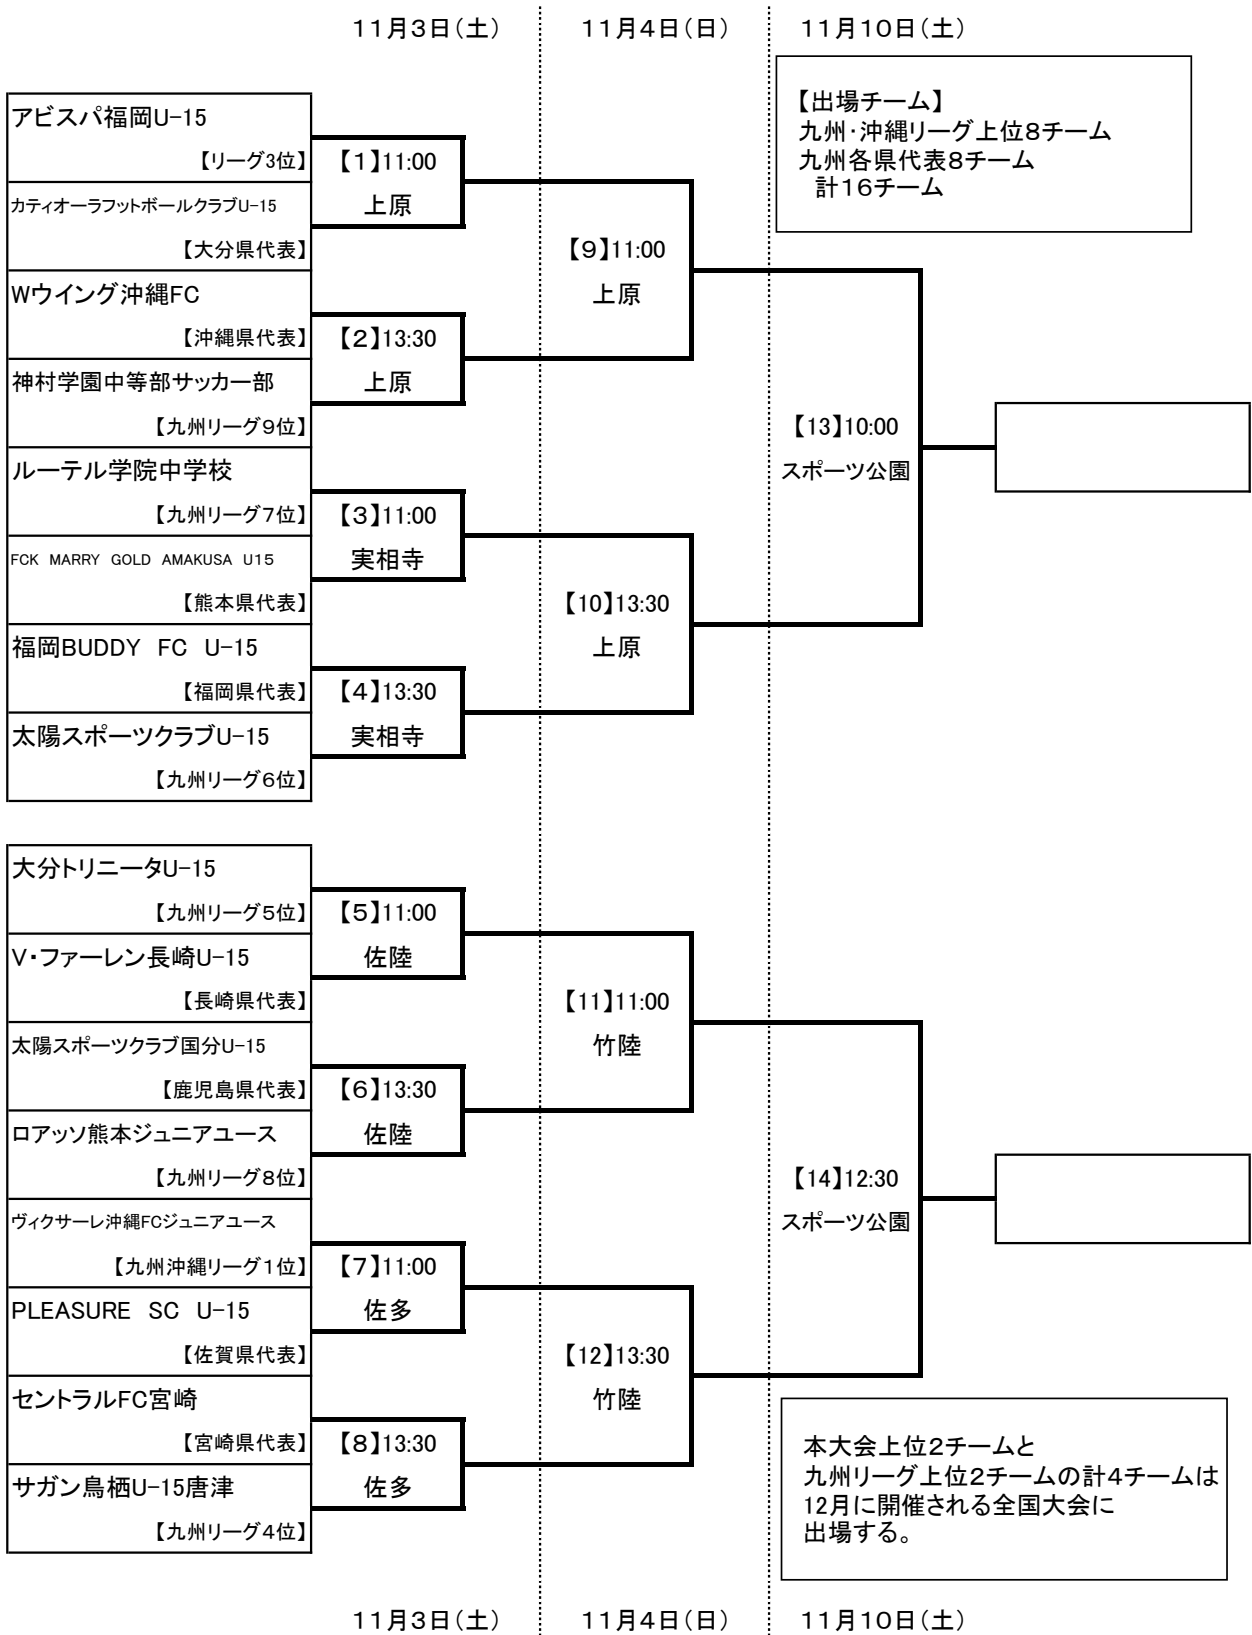 11月3日(土)
11月4日(日)
11月10日(土)
【出場チーム】
九州・沖縄リーグ上位8チーム
九州各県代表8チーム
計16チーム
アビスパ福岡U-15
【リーグ3位】
【1】11:00
上原
カティオーラフットボールクラブU-15
【大分県代表】
【9】11:00
上原
Wウイング沖縄FC
【沖縄県代表】
【2】13:30
上原
神村学園中等部サッカー部
【九州リーグ9位】
【13】10:00
スポーツ公園
ルーテル学院中学校
【九州リーグ7位】
【3】11:00
実相寺
FCK MARRY GOLD AMAKUSA U15
【熊本県代表】
【10】13:30
上原
福岡BUDDY FC U-15
【福岡県代表】
【4】13:30
実相寺
太陽スポーツクラブU-15
【九州リーグ6位】
大分トリニータU-15
【九州リーグ5位】
【5】11:00
佐陸
V・ファーレン長崎U-15
【長崎県代表】
【11】11:00
竹陸
太陽スポーツクラブ国分U-15
【鹿児島県代表】
【6】13:30
佐陸
ロアッソ熊本ジュニアユース
【九州リーグ8位】
【14】12:30
スポーツ公園
ヴィクサーレ沖縄FCジュニアユース
【九州沖縄リーグ1位】
【7】11:00
佐多
PLEASURE SC U-15
【佐賀県代表】
【12】13:30
竹陸
セントラルFC宮崎
【宮崎県代表】
【8】13:30
佐多
サガン鳥栖U-15唐津
【九州リーグ4位】
本大会上位2チームと
九州リーグ上位2チームの計4チームは
12月に開催される全国大会に
出場する。
11月3日(土)
11月4日(日)
11月10日(土)